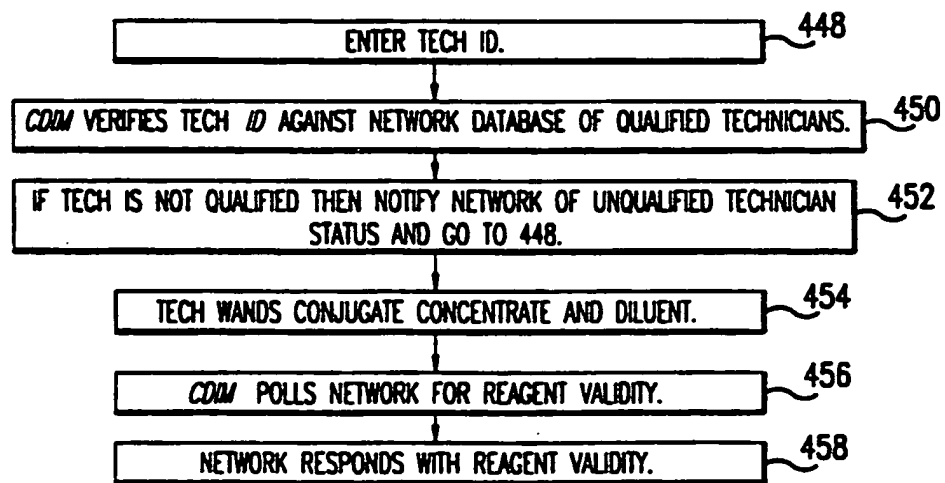 ENTER TECH ID.
448
CDIM VERIFIES TECH ID AGAINST NETWORK DATABASE OF QUALIFIED TECHNICIANS.
450
IF TECH IS NOT QUALIFIED THEN NOTIFY NETWORK OF UNQUALIFIED TECHNICIAN
STATUS AND GO TO 448.
452
TECH WANDS CONJUGATE CONCENTRATE AND DILUENT.
454
CDIM POLLS NETWORK FOR REAGENT VALIDITY.
456
NETWORK RESPONDS WITH REAGENT VALIDITY.
458